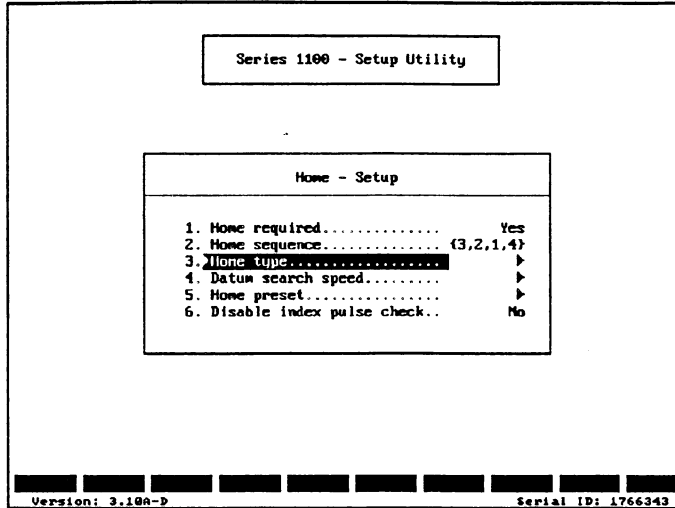 Series 1100 - Setup Utility
Home - Setup
1. Home required.............. Yes
2. Home sequence.............. {3,2,1,4}
3. Home type..................
4. Datum search speed.........
5. Home preset................
6. Disable index pulse check.. No
Version: 3.10A-D
Serial ID: 1766343